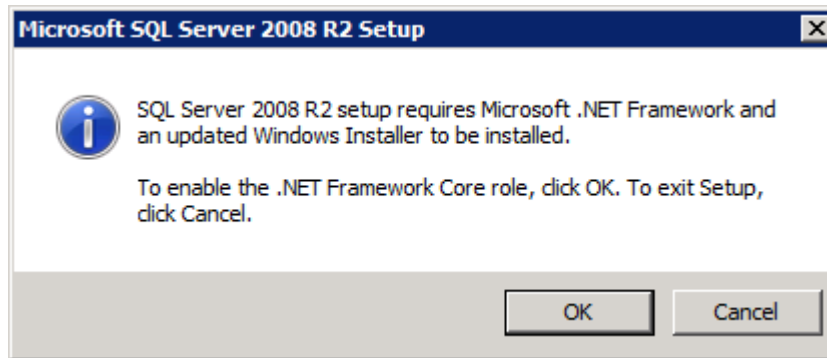 Microsoft SQL Server 2008 R2 Setup
SQL Server 2008 R2 setup requires Microsoft .NET Framework and
an updated Windows Installer to be installed.
To enable the .NET Framework Core role, click OK. To exit Setup,
click Cancel.
OK
Cancel